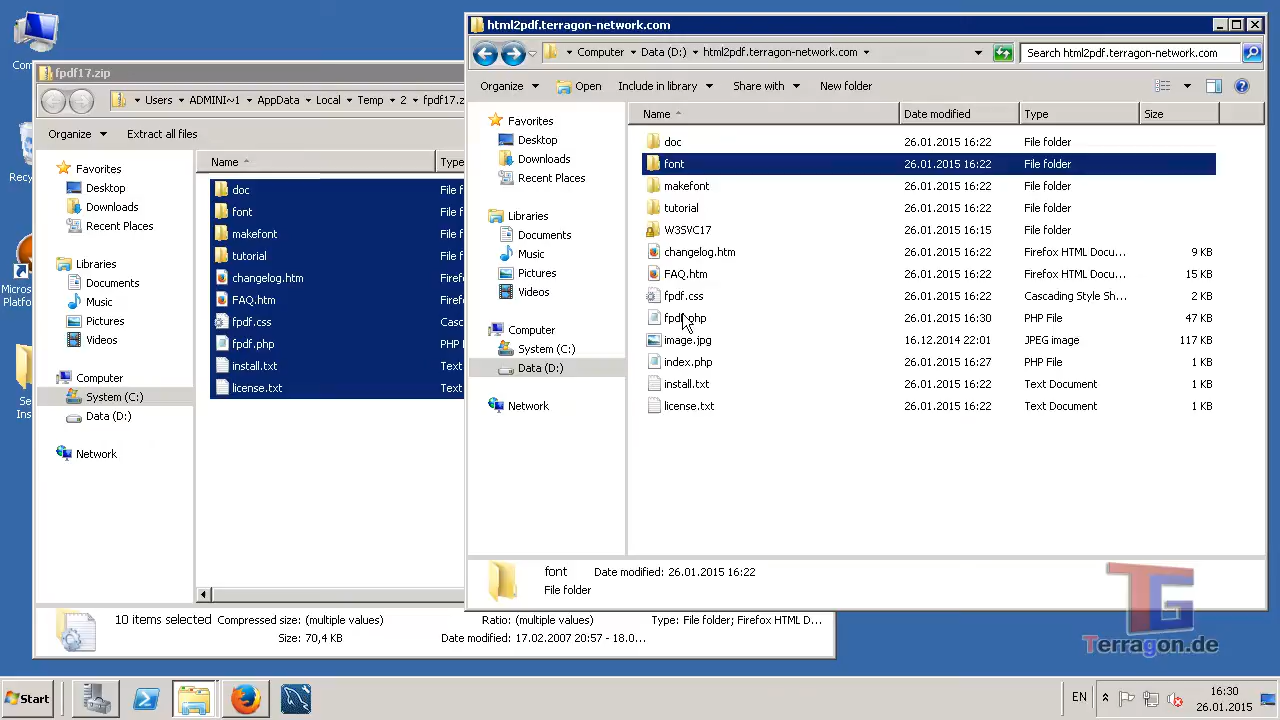 html2pdf.terragon-network.com
Computer Data (D:) html2pdf.terragon-network.com
Search html2pdf.terragon-network.com
Organize Open Include in library Share with New folder
Favorites
Desktop
Downloads
Recent Places
Libraries
Documents
Music
Pictures
Videos
Computer
System (C:)
Data (D:)
Network
Name Date modified Type Size
doc 26.01.2015 16:22 File folder
font 26.01.2015 16:22 File folder
makefont 26.01.2015 16:22 File folder
tutorial 26.01.2015 16:22 File folder
W3SVC17 26.01.2015 16:15 File folder
changelog.htm 26.01.2015 16:22 Firefox HTML Docu... 9 KB
FAQ.htm 26.01.2015 16:22 Firefox HTML Docu... 15 KB
fpdf.css 26.01.2015 16:22 Cascading Style Sh... 2 KB
fpdf.php 26.01.2015 16:30 PHP File 47 KB
image.jpg 16.12.2014 22:01 JPEG image 117 KB
index.php 26.01.2015 16:27 PHP File 1 KB
install.txt 26.01.2015 16:22 Text Document 1 KB
license.txt 26.01.2015 16:22 Text Document 1 KB
font Date modified: 26.01.2015 16:22
File folder
fpdf17.zip
Users ADMINI~1 AppData Local Temp 2 fpdf17.z
Organize Extract all files
Favorites
Desktop
Downloads
Recent Places
Libraries
Documents
Music
Pictures
Videos
Computer
System (C:)
Data (D:)
Network
Name Type
doc File f
font File f
makefont File f
tutorial File f
changelog.htm Firefo
FAQ.htm Firefo
fpdf.css Casc
fpdf.php PHP
install.txt Text
license.txt Text
10 items selected Compressed size: (multiple values) Ratio: (multiple values) Type: File folder; Firefox HTML D...
Size: 70,4 KB Date modified: 17.02.2007 20:57 - 18.0...
Com
Recy
Micros
Platfo
Se
Ins
TG
Terragon.de
Start
EN
16:30
26.01.2015